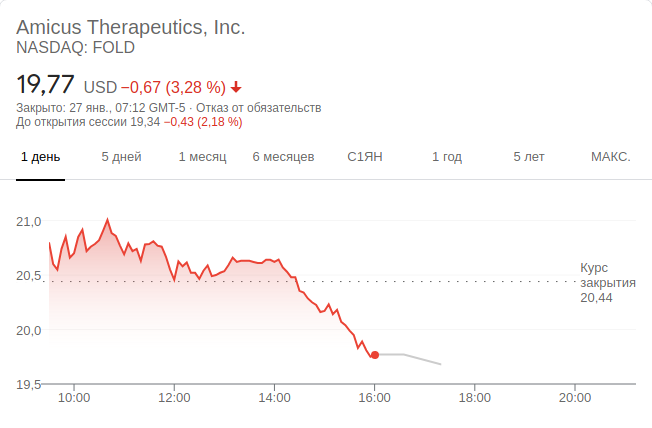 Amicus Therapeutics, Inc.
NASDAQ: FOLD
19,77 USD −0,67 (3,28 %)
Закрыто: 27 янв., 07:12 GMT-5 · Отказ от обязательств
До открытия сессии 19,34 −0,43 (2,18 %)
1 день 5 дней 1 месяц 6 месяцев С1ЯН 1 год 5 лет МАКС.
21,0
20,5
20,0
19,5
Курс
закрытия
20,44
10:00 12:00 14:00 16:00 18:00 20:00